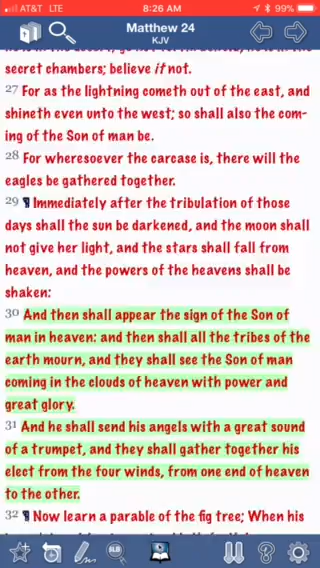 AT&T LTE 8:26 AM 99%
Matthew 24
KJV
secret chambers; believe it not.
27 For as the lightning cometh out of the east, and
shineth even unto the west; so shall also the com-
ing of the Son of man be.
28 For wheresoever the carcase is, there will the
eagles be gathered together.
29 ¶ Immediately after the tribulation of those
days shall the sun be darkened, and the moon shall
not give her light, and the stars shall fall from
heaven, and the powers of the heavens shall be
shaken:
30 And then shall appear the sign of the Son of
man in heaven: and then shall all the tribes of the
earth mourn, and they shall see the Son of man
coming in the clouds of heaven with power and
great glory.
31 And he shall send his angels with a great sound
of a trumpet, and they shall gather together his
elect from the four winds, from one end of heaven
to the other.
32 ¶ Now learn a parable of the fig tree; When his